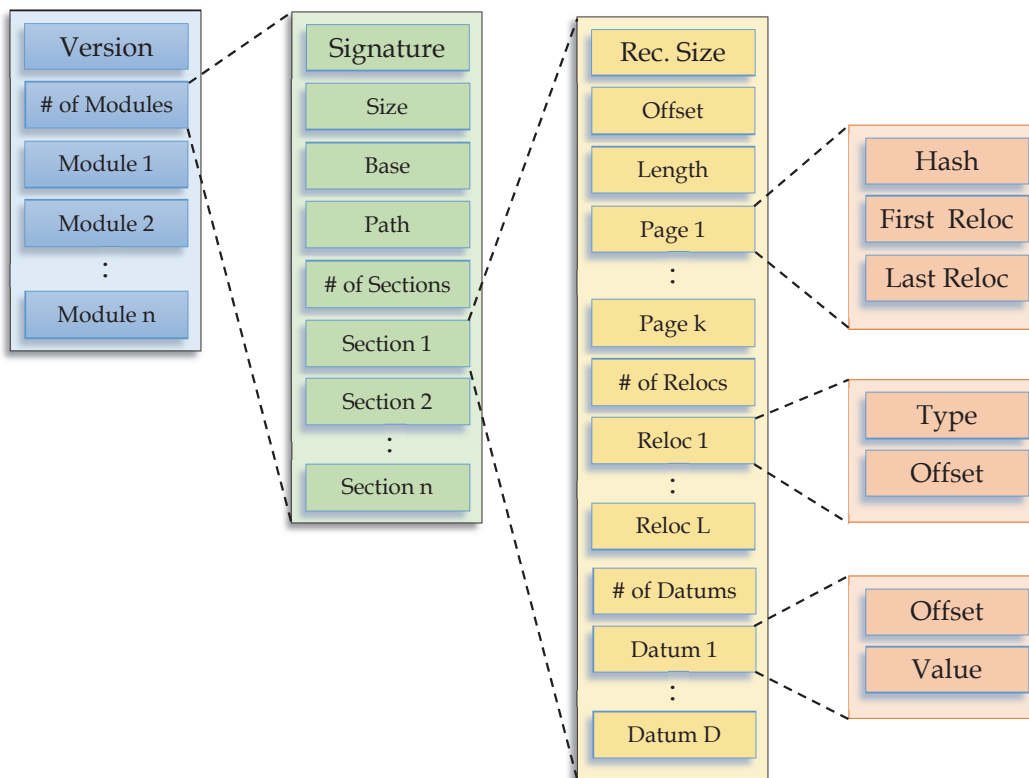 Version
# of Modules
Module 1
Module 2
:
Module n
Signature
Size
Base
Path
# of Sections
Section 1
Section 2
:
Section n
Rec. Size
Offset
Length
Page 1
:
Page k
# of Relocs
Reloc 1
:
Reloc L
# of Datums
Datum 1
:
Datum D
Hash
First Reloc
Last Reloc
Type
Offset
Offset
Value